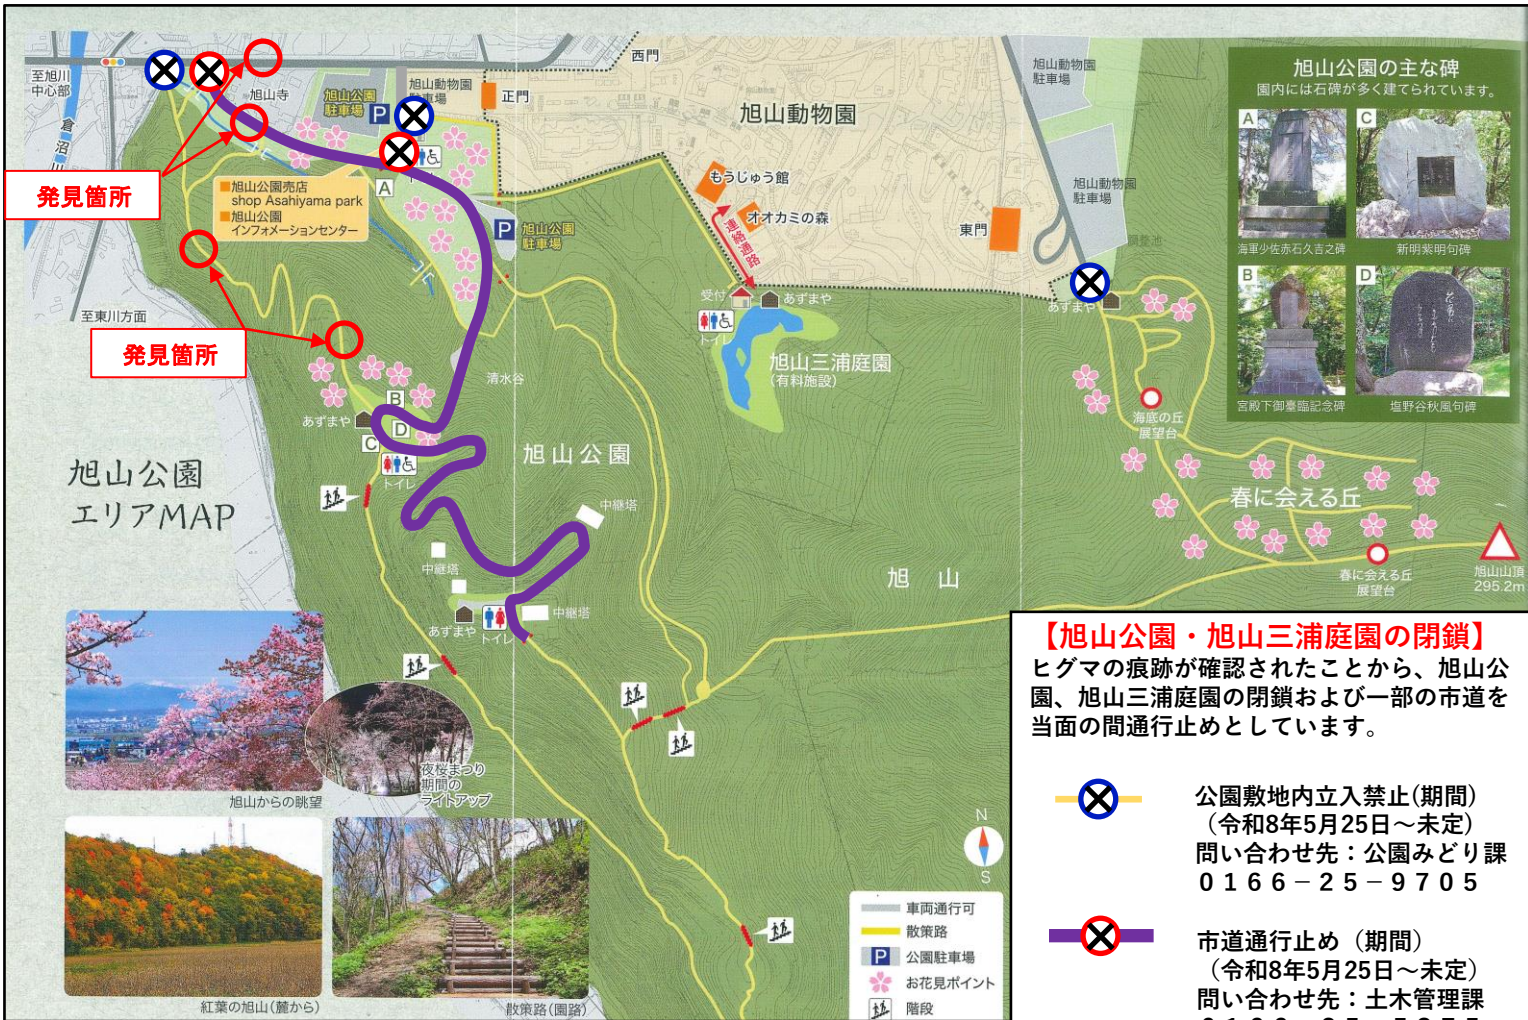 至旭川
中心部
倉沼川
旭山寺
旭山公園
駐車場
P
旭山動物園
駐車場
正門
西門
旭山動物園
旭山動物園
駐車場
旭山動物園
駐車場
調整池
東門
もうじゅう館
オオカミの森
連絡通路
受付
あずまや
トイレ
旭山三浦庭園
(有料施設)
発見箇所
■旭山公園売店
shop Asahiyama park
■旭山公園
インフォメーションセンター
A
P
旭山公園
駐車場
至東川方面
発見箇所
清水谷
あずまや
B
D
C
トイレ
旭山公園
エリアMAP
旭山公園
中継塔
中継塔
中継塔
あずまや
トイレ
旭 山
あずまや
海底の丘
展望台
春に会える丘
春に会える丘
展望台
旭山山頂
295.2m
旭山公園の主な碑
園内には石碑が多く建てられています。
A
海軍少佐赤石久吉之碑
C
新明紫明句碑
B
宮殿下御臺臨記念碑
D
塩野谷秋風句碑
旭山からの眺望
夜桜まつり
期間の
ライトアップ
紅葉の旭山(麓から)
散策路(園路)
N
S
車両通行可
散策路
P 公園駐車場
お花見ポイント
階段
【旭山公園・旭山三浦庭園の閉鎖】
ヒグマの痕跡が確認されたことから、旭山公
園、旭山三浦庭園の閉鎖および一部の市道を
当面の間通行止めとしています。
公園敷地内立入禁止(期間)
(令和8年5月25日～未定)
問い合わせ先：公園みどり課
０１６６－２５－９７０５
市道通行止め（期間）
(令和8年5月25日～未定)
問い合わせ先：土木管理課